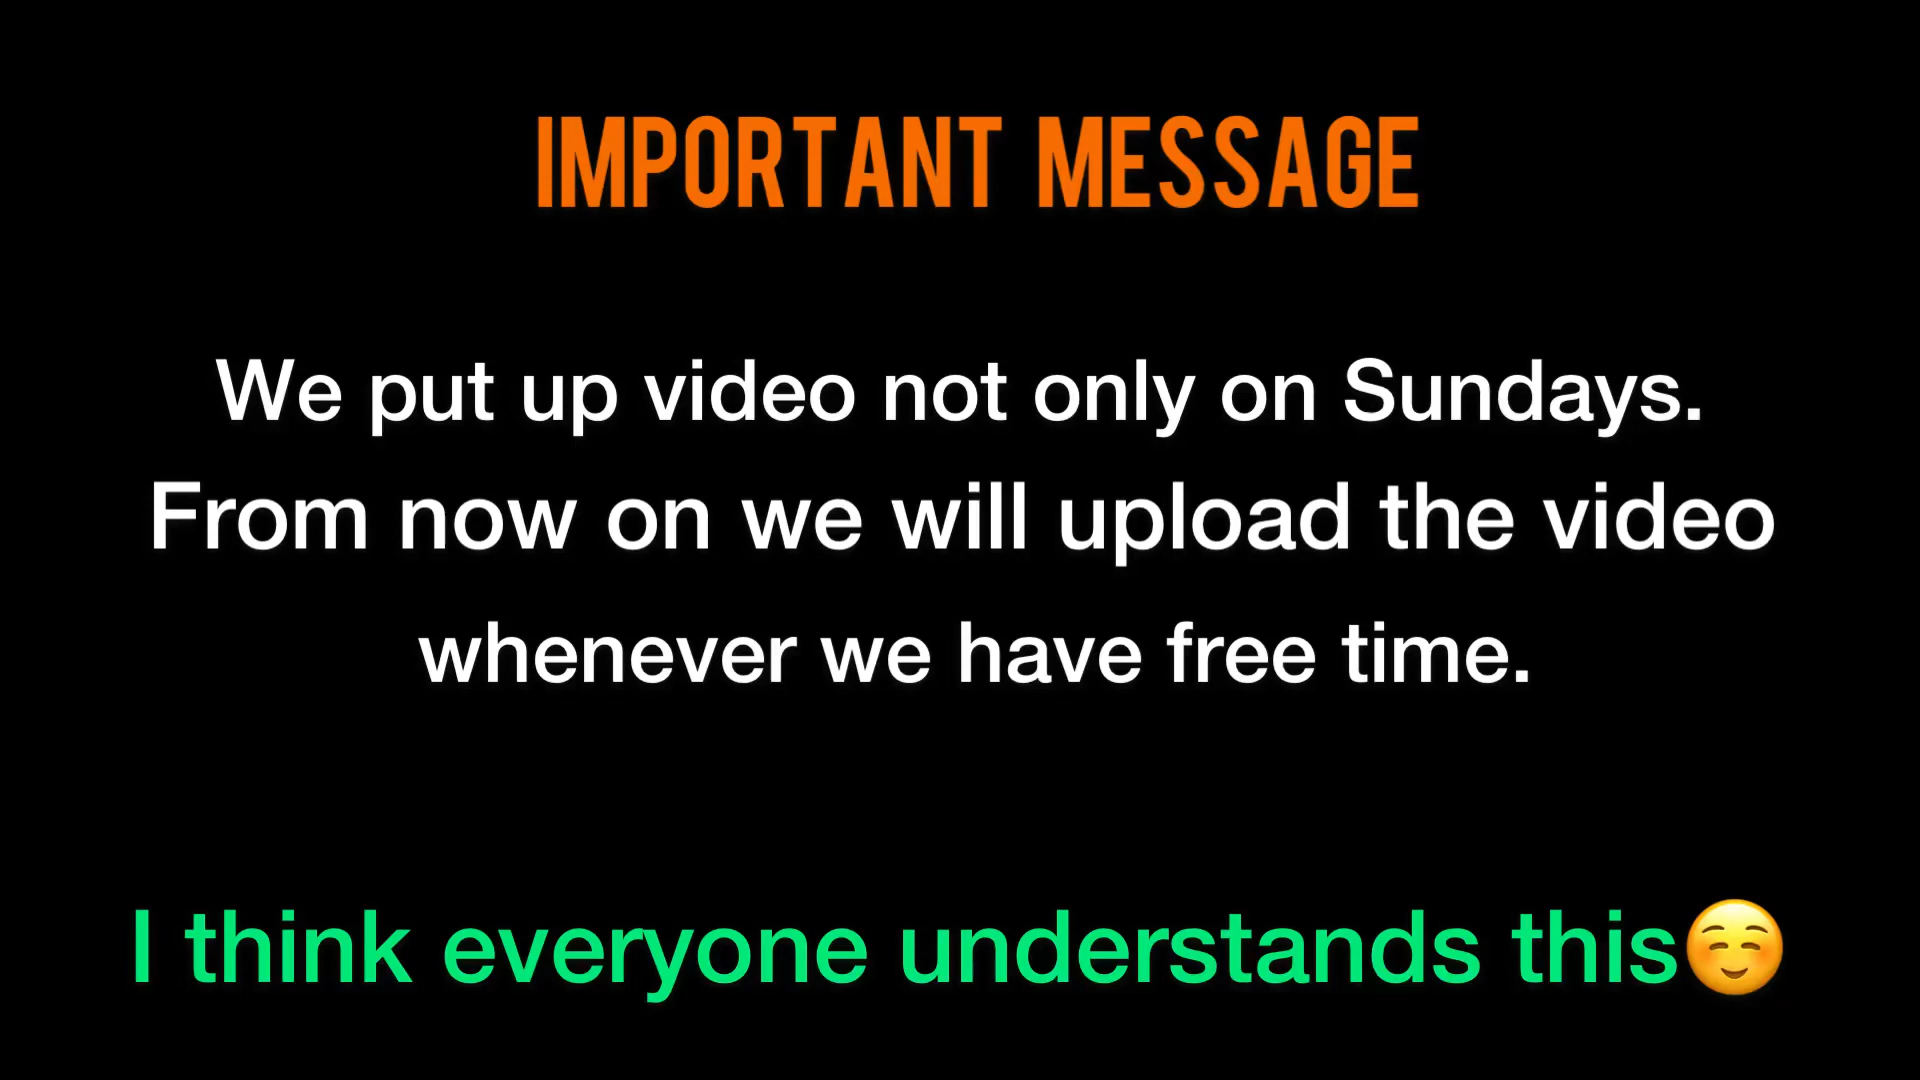 IMPORTANT MESSAGE
We put up video not only on Sundays.
From now on we will upload the video
whenever we have free time.
I think everyone understands this☺️